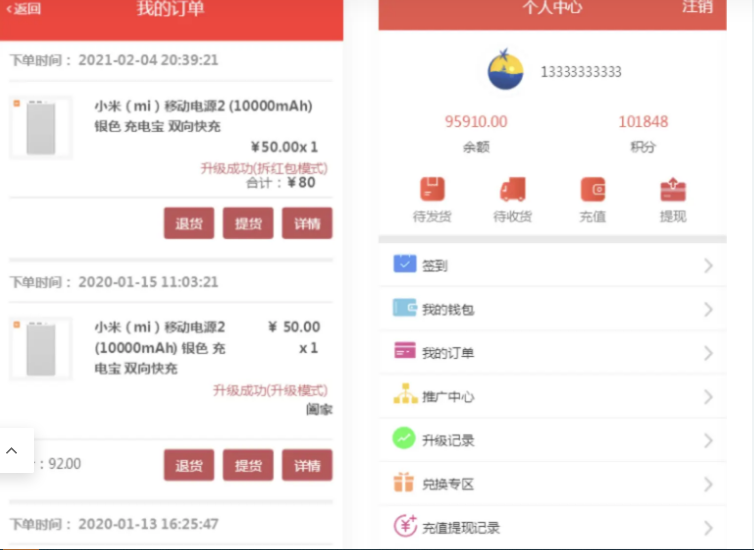 返回
我的订单
下单时间：2021-02-04 20:39:21
小米（mi）移动电源2 (10000mAh)
银色 充电宝 双向快充
¥50.00x 1
升级成功(拆红包模式)
合计：¥80
退货 提货 详情
下单时间：2020-01-15 11:03:21
小米（mi）移动电源2 ¥ 50.00
(10000mAh) 银色 充 x 1
电宝 双向快充
升级成功(升级模式)
阖家
：92.00
退货 提货 详情
下单时间：2020-01-13 16:25:47
个人中心 注销
13333333333
95910.00 101848
余额 积分
待发货 待收货 充值 提现
签到
我的钱包
我的订单
推广中心
升级记录
兑换专区
充值提现记录